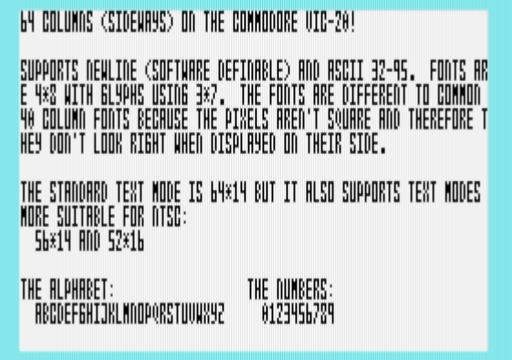 64 COLUMNS (SIDEWAYS) ON THE COMMODORE VIC-20!
SUPPORTS NEWLINE (SOFTWARE DEFINABLE) AND ASCII 32-95.  FONTS AR
E 4*8 WITH GLYPHS USING 3*7.  THE FONTS ARE DIFFERENT TO COMMON
40 COLUMN FONTS BECAUSE THE PIXELS AREN'T SQUARE AND THEREFORE T
HEY DON'T LOOK RIGHT WHEN DISPLAYED ON THEIR SIDE.
THE STANDARD TEXT MODE IS 64*14 BUT IT ALSO SUPPORTS TEXT MODES
MORE SUITABLE FOR NTSC:
56*14 AND 52*16
THE ALPHABET: THE NUMBERS:
ABCDEFGHIJKLMNOPQRSTUVWXYZ 0123456789